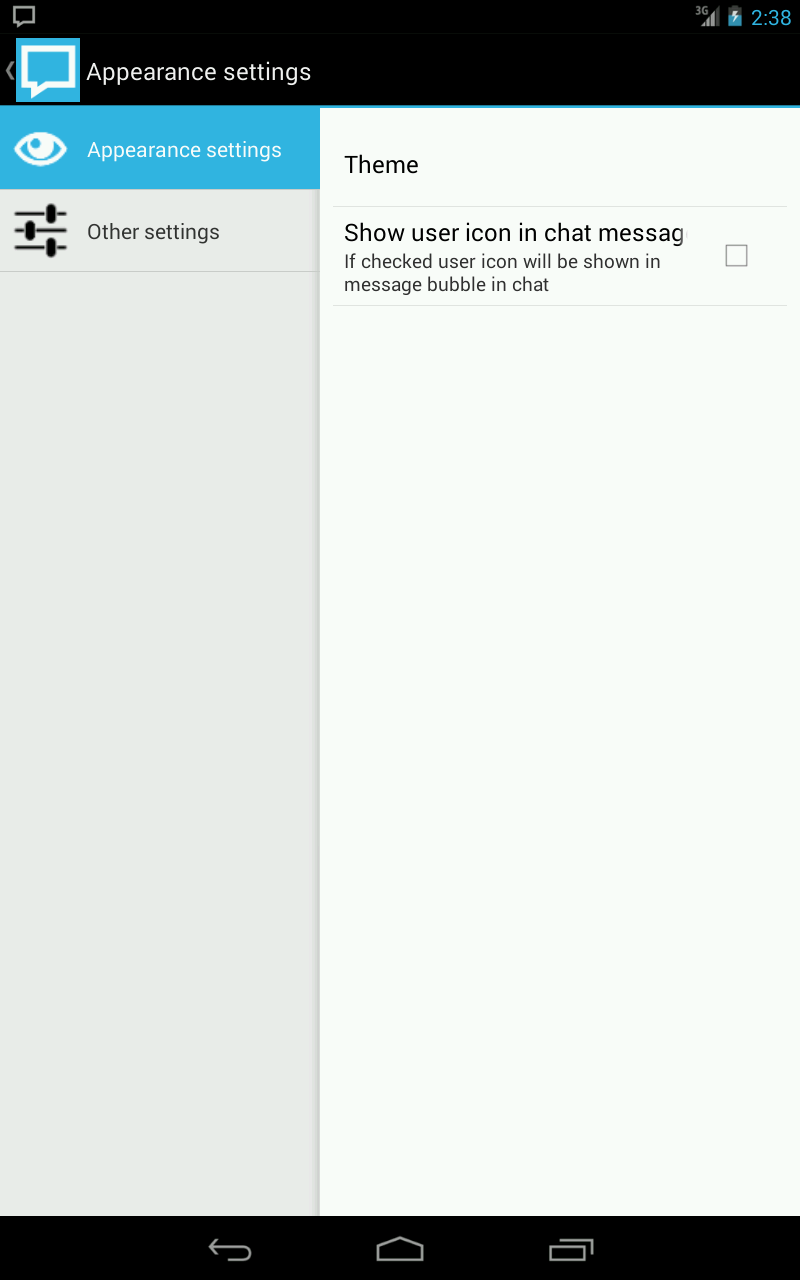 3G 2:38
Appearance settings
Appearance settings
Other settings
Theme
Show user icon in chat messag
If checked user icon will be shown in
message bubble in chat